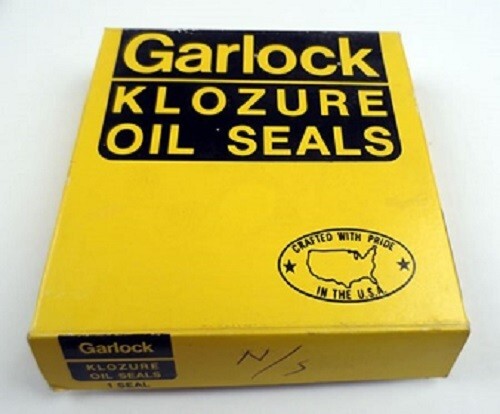 Garlock
KLOZURE
OIL SEALS
CRAFTED WITH PRIDE
IN THE U.S.A.
Garlock
KLOZURE
OIL SEALS
1 SEAL
N/S